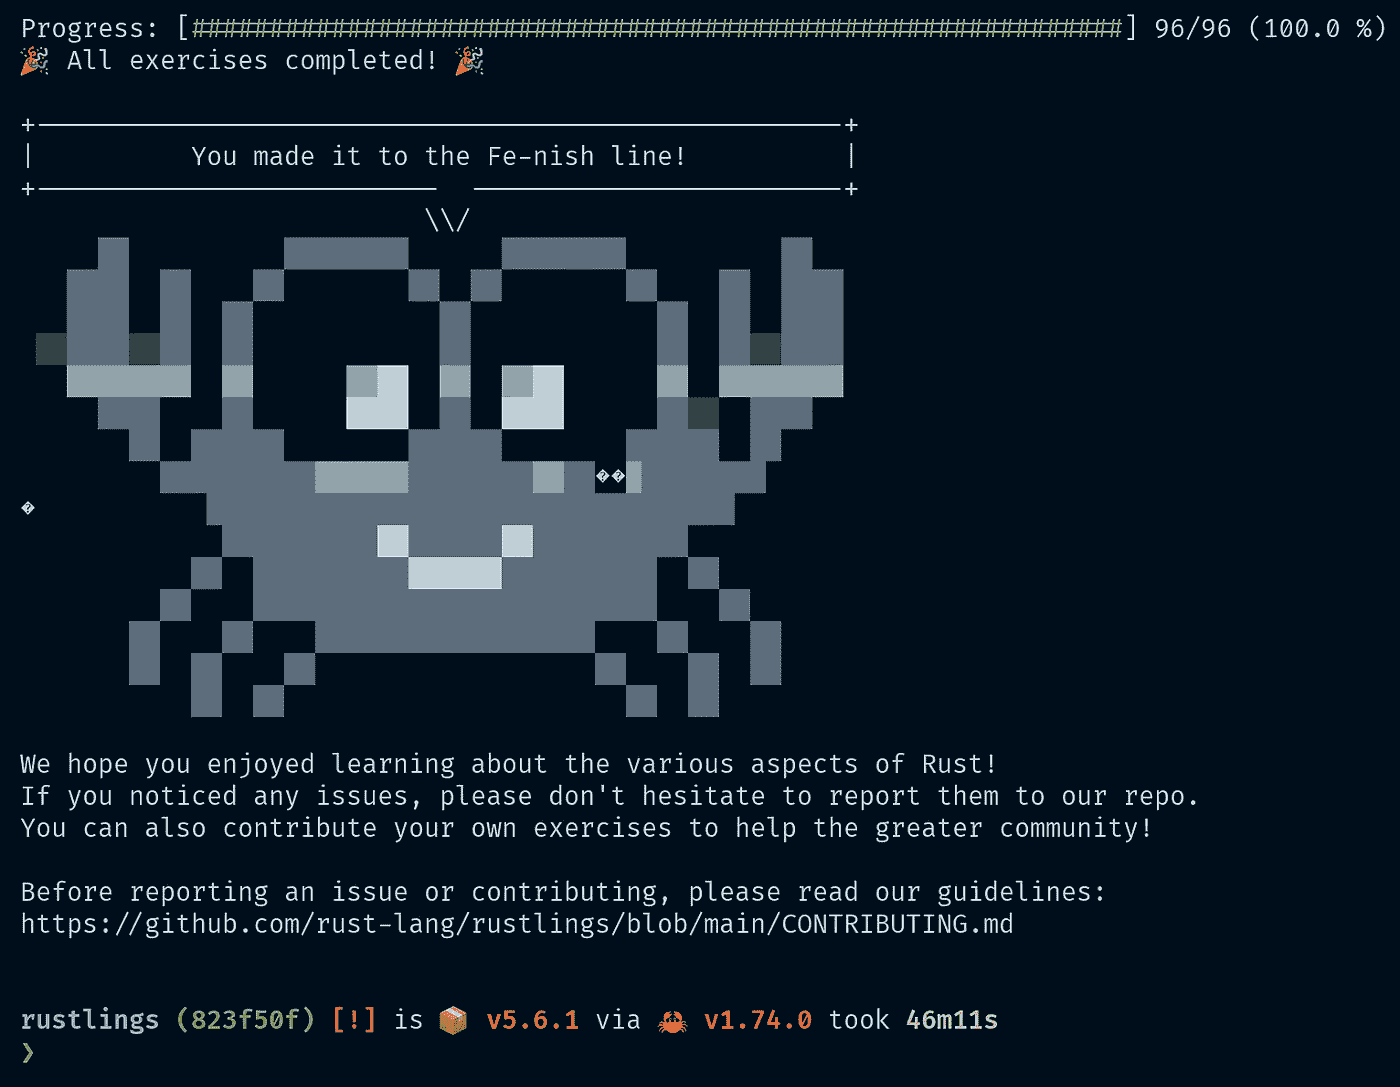 Progress: [############################################################] 96/96 (100.0 %)
🎉 All exercises completed! 🎉
+----------------------------------------------------+
| You made it to the Fe-nish line! |
+-------------------------- ------------------------+
\\/
��
�
We hope you enjoyed learning about the various aspects of Rust!
If you noticed any issues, please don't hesitate to report them to our repo.
You can also contribute your own exercises to help the greater community!
Before reporting an issue or contributing, please read our guidelines:
https://github.com/rust-lang/rustlings/blob/main/CONTRIBUTING.md
rustlings (823f50f) [!] is 📦 v5.6.1 via 🦀 v1.74.0 took 46m11s
❯